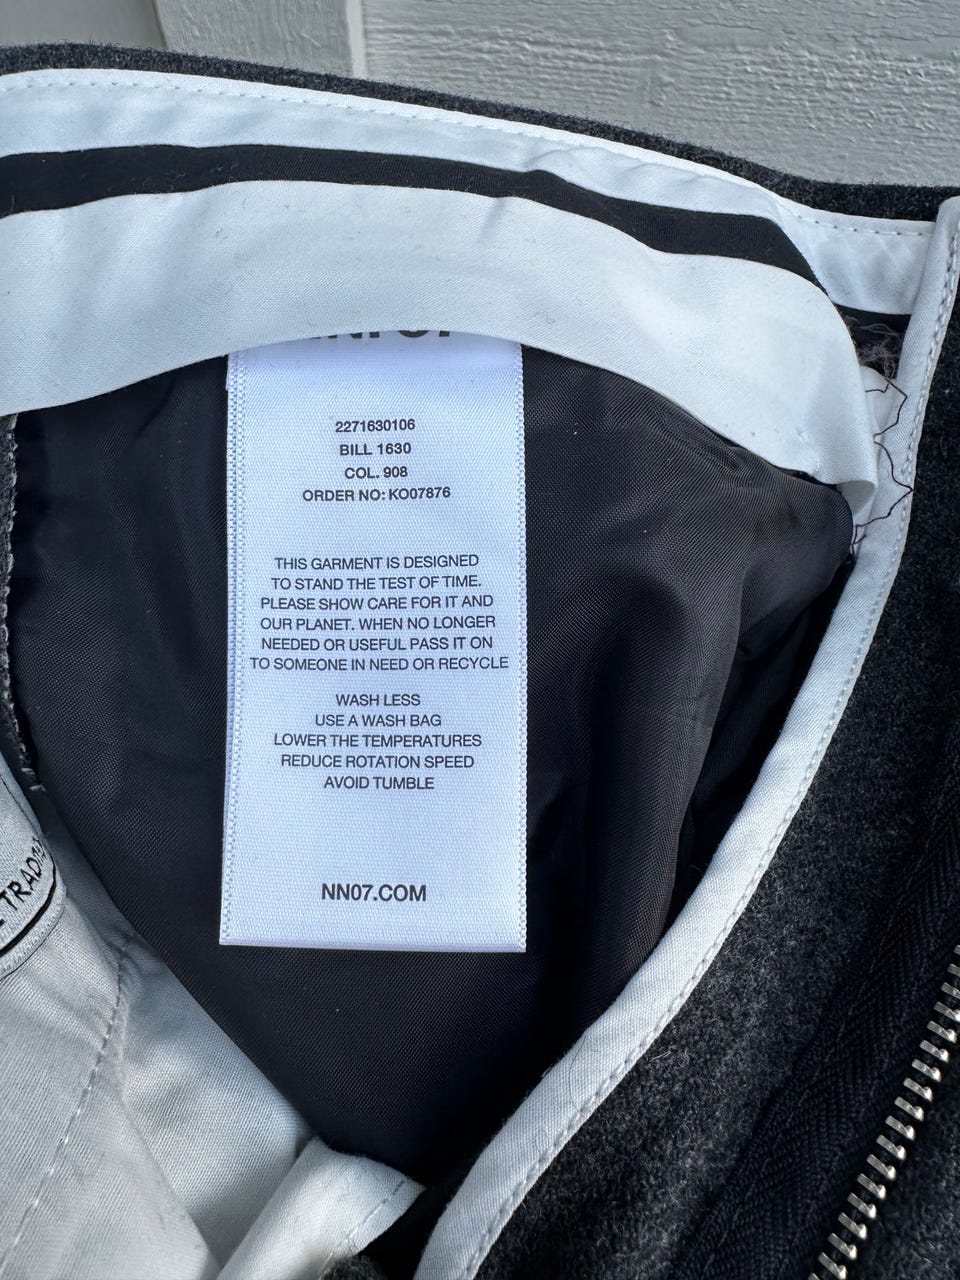 2271630106
BILL 1630
COL. 908
ORDER NO: KO07876
THIS GARMENT IS DESIGNED
TO STAND THE TEST OF TIME.
PLEASE SHOW CARE FOR IT AND
OUR PLANET. WHEN NO LONGER
NEEDED OR USEFUL PASS IT ON
TO SOMEONE IN NEED OR RECYCLE
WASH LESS
USE A WASH BAG
LOWER THE TEMPERATURES
REDUCE ROTATION SPEED
AVOID TUMBLE
NN07.COM